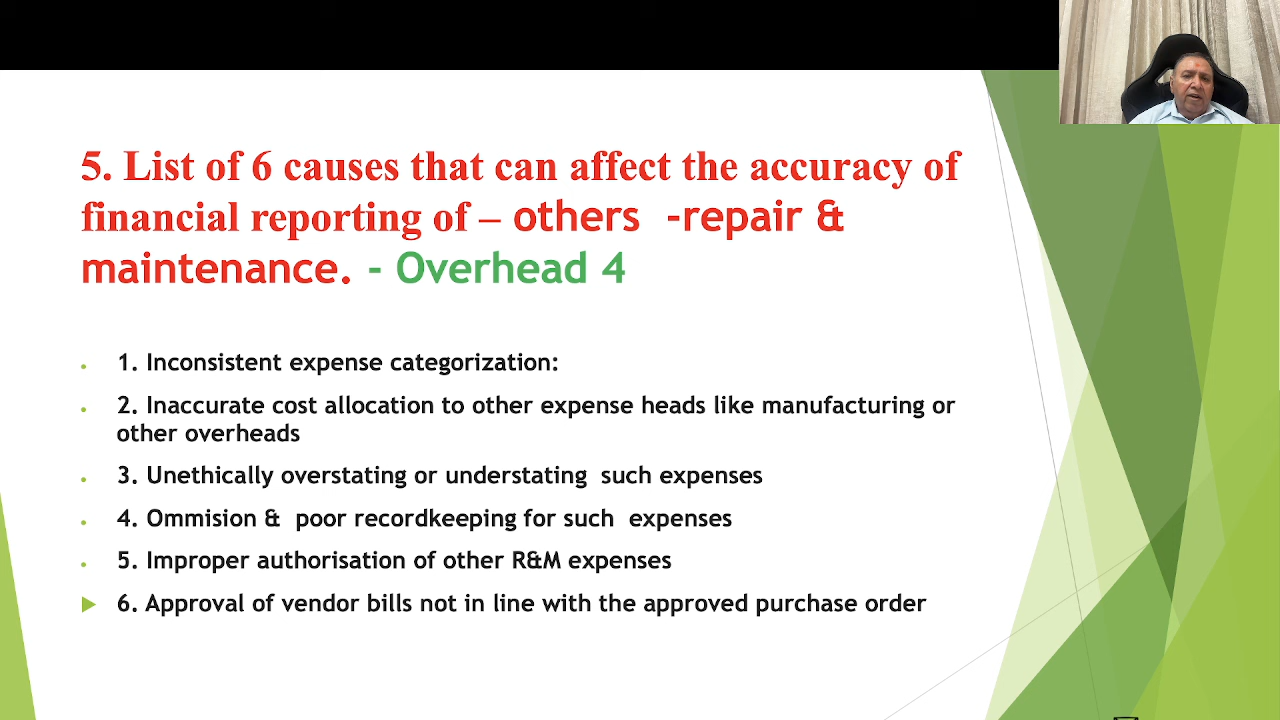 5. List of 6 causes that can affect the accuracy of
financial reporting of – others -repair &
maintenance. - Overhead 4
1. Inconsistent expense categorization:
2. Inaccurate cost allocation to other expense heads like manufacturing or
other overheads
3. Unethically overstating or understating such expenses
4. Ommision & poor recordkeeping for such expenses
5. Improper authorisation of other R&M expenses
6. Approval of vendor bills not in line with the approved purchase order